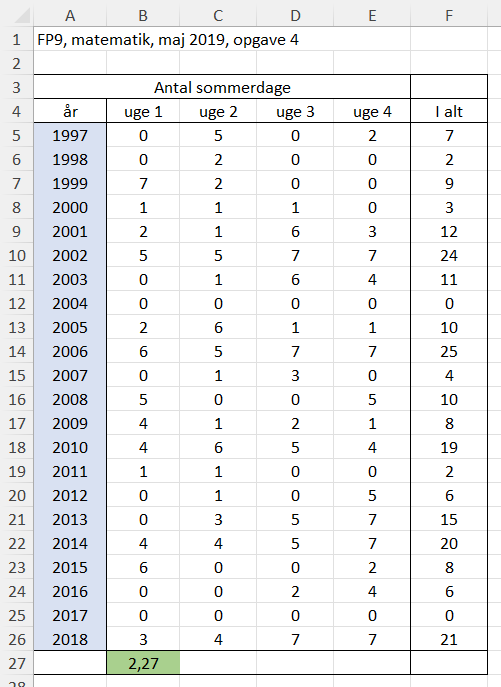 A B C D E F
1 FP9, matematik, maj 2019, opgave 4
2
3 Antal sommerdage
4 år uge 1 uge 2 uge 3 uge 4 I alt
5 1997 0 5 0 2 7
6 1998 0 2 0 0 2
7 1999 7 2 0 0 9
8 2000 1 1 1 0 3
9 2001 2 1 6 3 12
10 2002 5 5 7 7 24
11 2003 0 1 6 4 11
12 2004 0 0 0 0 0
13 2005 2 6 1 1 10
14 2006 6 5 7 7 25
15 2007 0 1 3 0 4
16 2008 5 0 0 5 10
17 2009 4 1 2 1 8
18 2010 4 6 5 4 19
19 2011 1 1 0 0 2
20 2012 0 1 0 5 6
21 2013 0 3 5 7 15
22 2014 4 4 5 7 20
23 2015 6 0 0 2 8
24 2016 0 0 2 4 6
25 2017 0 0 0 0 0
26 2018 3 4 7 7 21
27 2,27
28